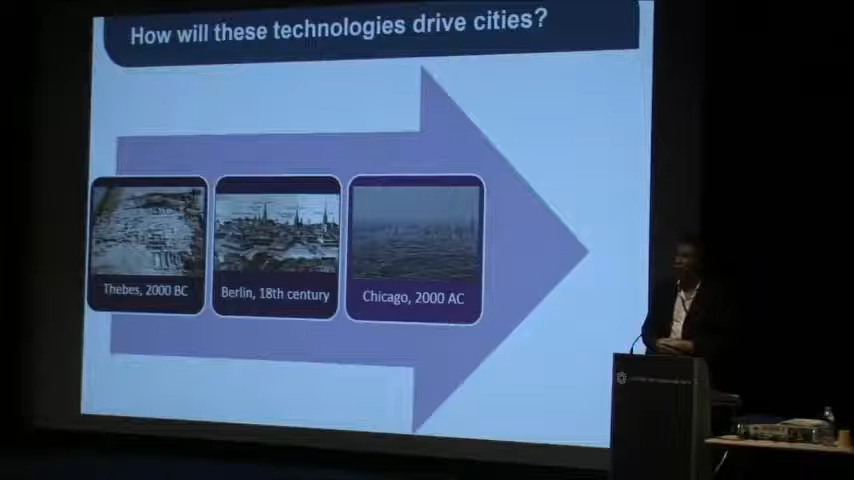 How will these technologies drive cities?
Thebes, 2000 BC
Berlin, 18th century
Chicago, 2000 AC